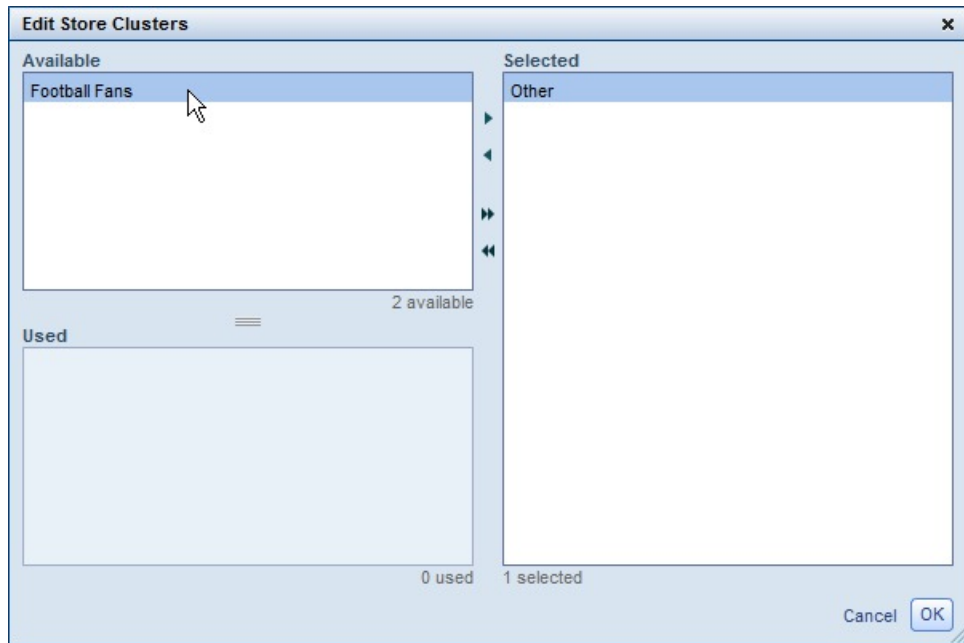 Edit Store Clusters
Available
Football Fans
2 available
Used
0 used
Selected
Other
1 selected
Cancel
OK